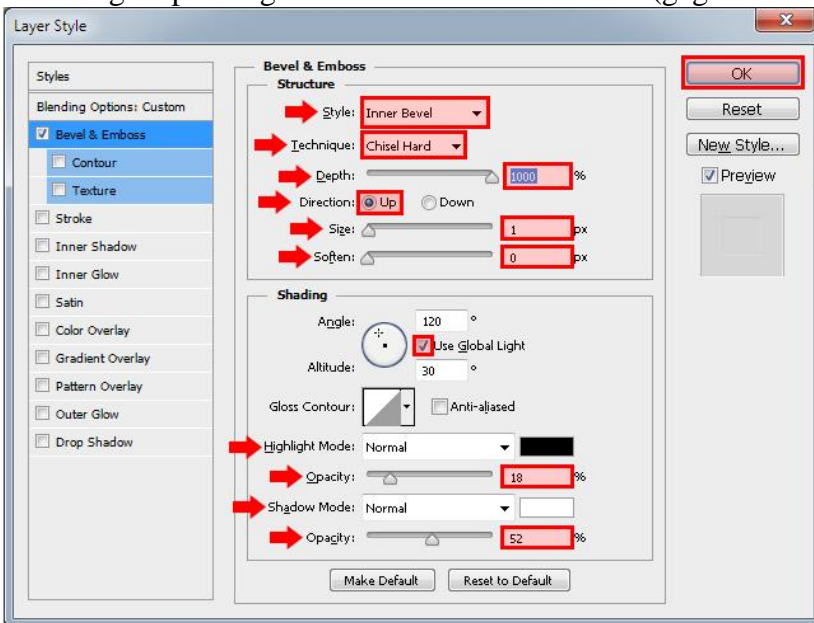 Layer Style
Styles
Blending Options: Custom
Bevel & Emboss
Contour
Texture
Stroke
Inner Shadow
Inner Glow
Satin
Color Overlay
Gradient Overlay
Pattern Overlay
Outer Glow
Drop Shadow
Bevel & Emboss
Structure
Style: Inner Bevel
Technique: Chisel Hard
Depth: 1000 %
Direction: Up Down
Size: 1 px
Soften: 0 px
Shading
Angle: 120 °
Use Global Light
Altitude: 30 °
Gloss Contour: Anti-aliased
Highlight Mode: Normal
Opacity: 18 %
Shadow Mode: Normal
Opacity: 52 %
Make Default Reset to Default
OK
Reset
New Style...
Preview